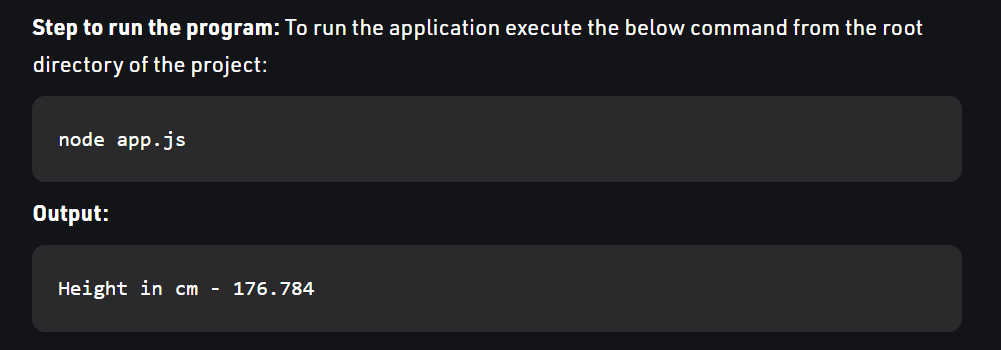 Step to run the program: To run the application execute the below command from the root
directory of the project:
node app.js
Output:
Height in cm - 176.784